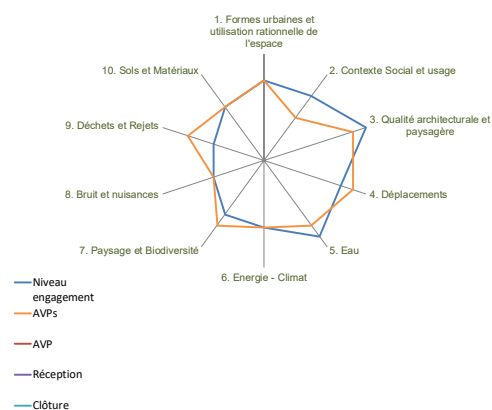 1. Formes urbaines et
utilisation rationnelle de
l'espace
2. Contexte Social et usage
3. Qualité architecturale et
paysagère
4. Déplacements
5. Eau
6. Energie - Climat
7. Paysage et Biodiversité
8. Bruit et nuisances
9. Déchets et Rejets
10. Sols et Matériaux
Niveau
engagement
AVPs
AVP
Réception
Clôture